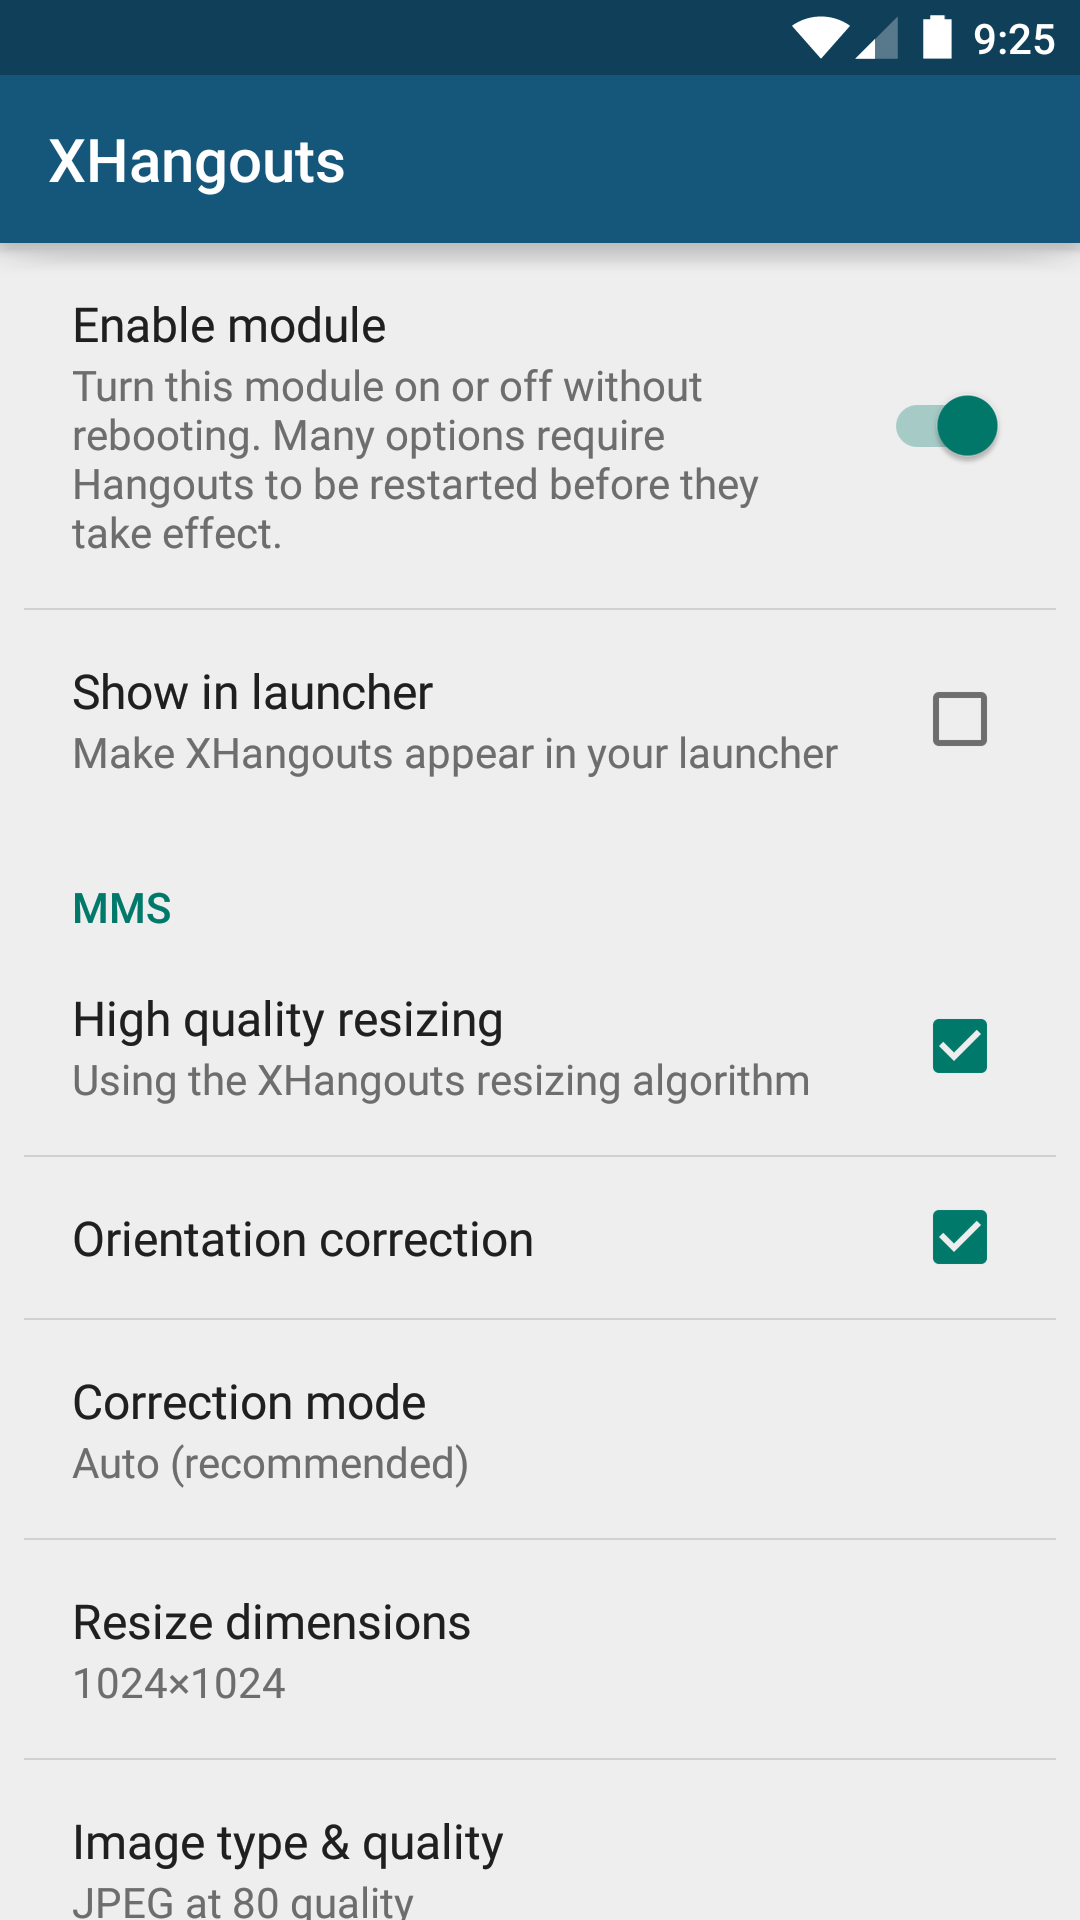 9:25
XHangouts
Enable module
Turn this module on or off without
rebooting. Many options require
Hangouts to be restarted before they
take effect.
Show in launcher
Make XHangouts appear in your launcher
MMS
High quality resizing
Using the XHangouts resizing algorithm
Orientation correction
Correction mode
Auto (recommended)
Resize dimensions
1024×1024
Image type & quality
JPEG at 80 quality